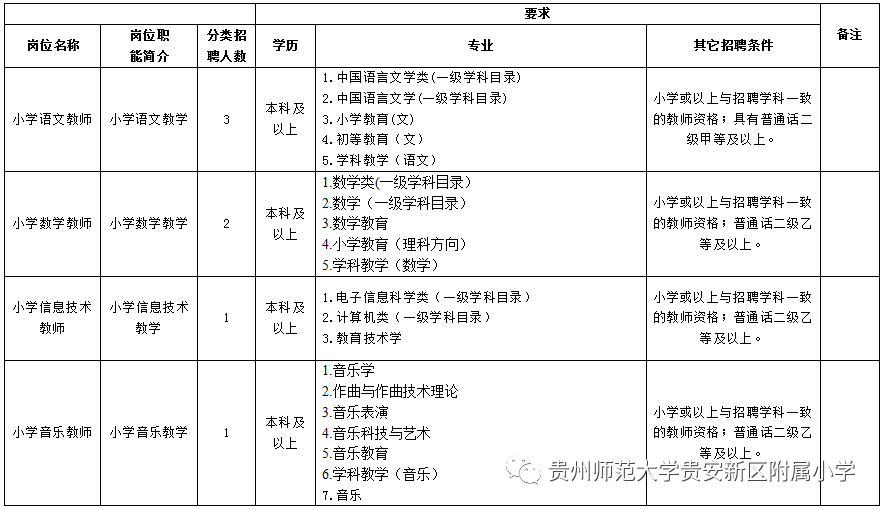 要求
备注
岗位名称
岗位职
能简介
分类招
聘人数
学历
专业
其它招聘条件
小学语文教师
小学语文教学
3
本科及
以上
1.中国语言文学类(一级学科目录)
2.中国语言文学(一级学科目录)
3.小学教育(文)
4.初等教育（文）
5.学科教学（语文）
小学或以上与招聘学科一致
的教师资格；具有普通话二
级甲等及以上。
小学数学教师
小学数学教学
2
本科及
以上
1.数学类(一级学科目录）
2.数学（一级学科目录）
3.数学教育
4.小学教育（理科方向）
5.学科教学（数学）
小学或以上与招聘学科一致
的教师资格；普通话二级乙
等及以上。
小学信息技术
教师
小学信息技术
教学
1
本科及
以上
1.电子信息科学类（一级学科目录）
2.计算机类（一级学科目录）
3.教育技术学
小学或以上与招聘学科一致
的教师资格；普通话二级乙
等及以上。
小学音乐教师
小学音乐教学
1
本科及
以上
1.音乐学
2.作曲与作曲技术理论
3.音乐表演
4.音乐科技与艺术
5.音乐教育
6.学科教学（音乐）
7.音乐
小学或以上与招聘学科一致
的教师资格；普通话二级乙
等及以上。
贵州师范大学贵安新区附属小学